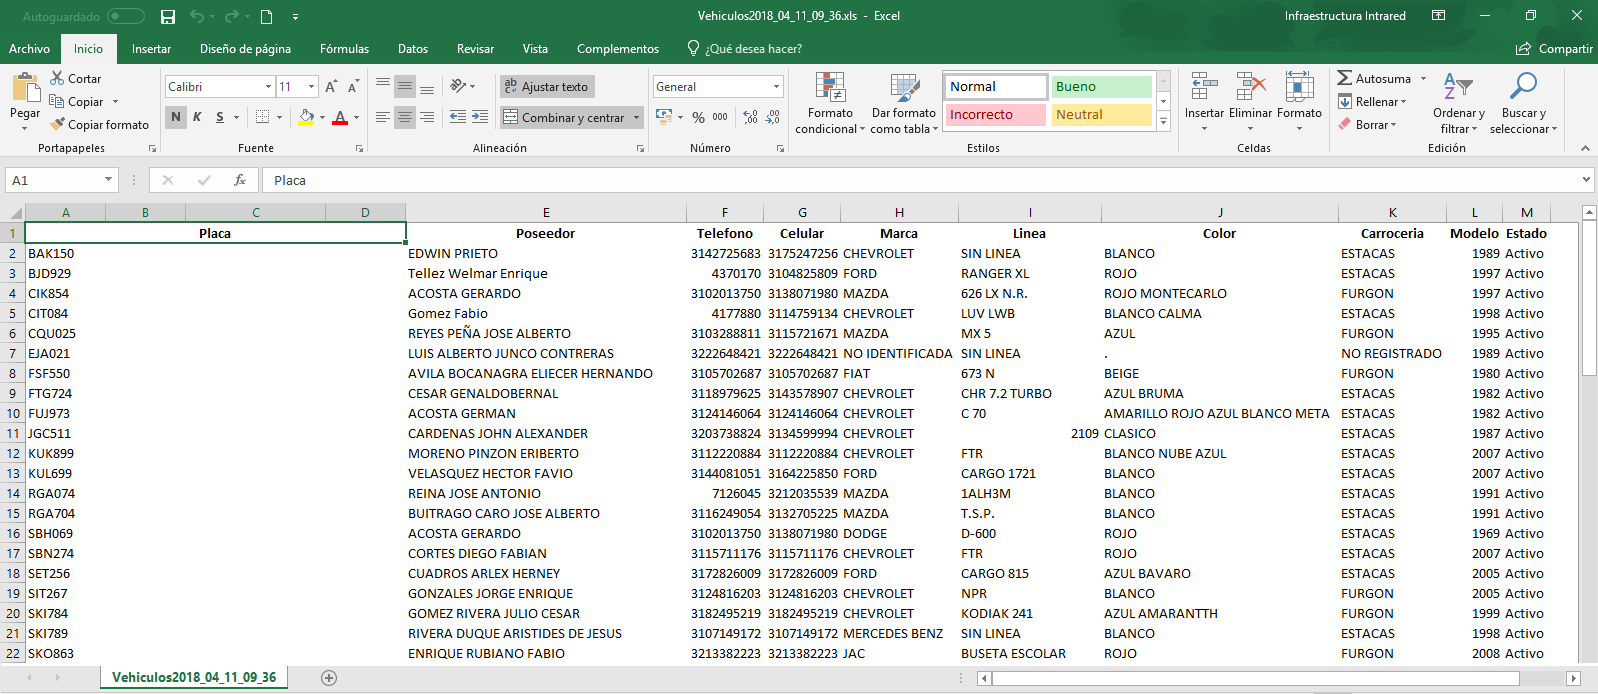 Autoguardado Vehiculos2018_04_11_09_36.xls - Excel Infraestructura Intrared
Archivo Inicio Insertar Diseño de página Fórmulas Datos Revisar Vista Complementos ¿Qué desea hacer? Compartir
Pegar Cortar Copiar Copiar formato
Portapapeles
Calibri 11
N K S
Fuente
Ajustar texto
Combinar y centrar
Alineación
General
% 000
Número
Formato condicional
Dar formato como tabla
Normal Bueno
Incorrecto Neutral
Estilos
Insertar Eliminar Formato
Celdas
Autosuma
Rellenar
Borrar
Ordenar y filtrar
Buscar y seleccionar
Edición
A1 fx Placa
A B C D E F G H I J K L M
1 Placa Poseedor Telefono Celular Marca Linea Color Carroceria Modelo Estado
2 BAK150 EDWIN PRIETO 3142725683 3175247256 CHEVROLET SIN LINEA BLANCO ESTACAS 1989 Activo
3 BJD929 Tellez Welmar Enrique 4370170 3104825809 FORD RANGER XL ROJO ESTACAS 1997 Activo
4 CIK854 ACOSTA GERARDO 3102013750 3138071980 MAZDA 626 LX N.R. ROJO MONTECARLO FURGON 1997 Activo
5 CIT084 Gomez Fabio 4177880 3114759134 CHEVROLET LUV LWB BLANCO CALMA ESTACAS 1998 Activo
6 CQU025 REYES PEÑA JOSE ALBERTO 3103288811 3115721671 MAZDA MX 5 AZUL FURGON 1995 Activo
7 EJA021 LUIS ALBERTO JUNCO CONTRERAS 3222648421 3222648421 NO IDENTIFICADA SIN LINEA . NO REGISTRADO 1989 Activo
8 FSF550 AVILA BOCANAGRA ELIECER HERNANDO 3105702687 3105702687 FIAT 673 N BEIGE FURGON 1980 Activo
9 FTG724 CESAR GENALDOBERNAL 3118979625 3143578907 CHEVROLET CHR 7.2 TURBO AZUL BRUMA ESTACAS 1982 Activo
10 FUJ973 ACOSTA GERMAN 3124146064 3124146064 CHEVROLET C 70 AMARILLO ROJO AZUL BLANCO META ESTACAS 1982 Activo
11 JGC511 CARDENAS JOHN ALEXANDER 3203738824 3134599994 CHEVROLET 2109 CLASICO ESTACAS 1987 Activo
12 KUK899 MORENO PINZON ERIBERTO 3112220884 3112220884 CHEVROLET FTR BLANCO NUBE AZUL ESTACAS 2007 Activo
13 KUL699 VELASQUEZ HECTOR FAVIO 3144081051 3164225850 FORD CARGO 1721 BLANCO ESTACAS 2007 Activo
14 RGA074 REINA JOSE ANTONIO 7126045 3212035539 MAZDA 1ALH3M BLANCO ESTACAS 1991 Activo
15 RGA704 BUITRAGO CARO JOSE ALBERTO 3116249054 3132705225 MAZDA T.S.P. BLANCO ESTACAS 1991 Activo
16 SBH069 ACOSTA GERARDO 3102013750 3138071980 DODGE D-600 ROJO ESTACAS 1969 Activo
17 SBN274 CORTES DIEGO FABIAN 3115711176 3115711176 CHEVROLET FTR ROJO ESTACAS 2007 Activo
18 SET256 CUADROS ARLEX HERNEY 3172826009 3172826009 FORD CARGO 815 AZUL BAVARO ESTACAS 2005 Activo
19 SIT267 GONZALES JORGE ENRIQUE 3124816203 3124816203 CHEVROLET NPR BLANCO FURGON 2005 Activo
20 SKI784 GOMEZ RIVERA JULIO CESAR 3182495219 3182495219 CHEVROLET KODIAK 241 AZUL AMARANTTH FURGON 1999 Activo
21 SKI789 RIVERA DUQUE ARISTIDES DE JESUS 3107149172 3107149172 MERCEDES BENZ SIN LINEA BLANCO ESTACAS 1998 Activo
22 SKO863 ENRIQUE RUBIANO FABIO 3213382223 3213382223 JAC BUSETA ESCOLAR ROJO FURGON 2008 Activo
Vehiculos2018_04_11_09_36